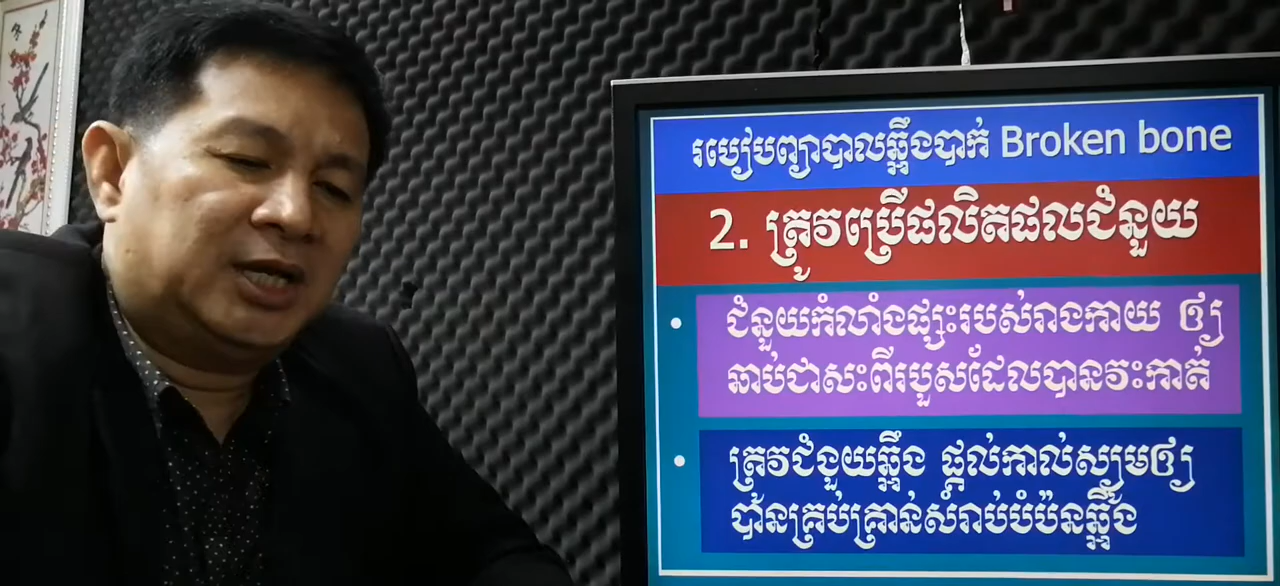 របៀបព្យាបាលឆ្អឹងបាក់ Broken bone
2. ត្រូវប្រើផលិតផលជំនួយ
• ជំនួយកំលាំងផ្សះរបស់រាងកាយ ឲ្យ
ឆាប់ជាសះពីរបួសដែលបានវះកាត់
• ត្រូវជំងួយឆ្អឹង ផ្តល់កាល់ស្យូមឲ្យ
បានគ្រប់គ្រាន់សំរាប់បំប៉នឆ្អឹង